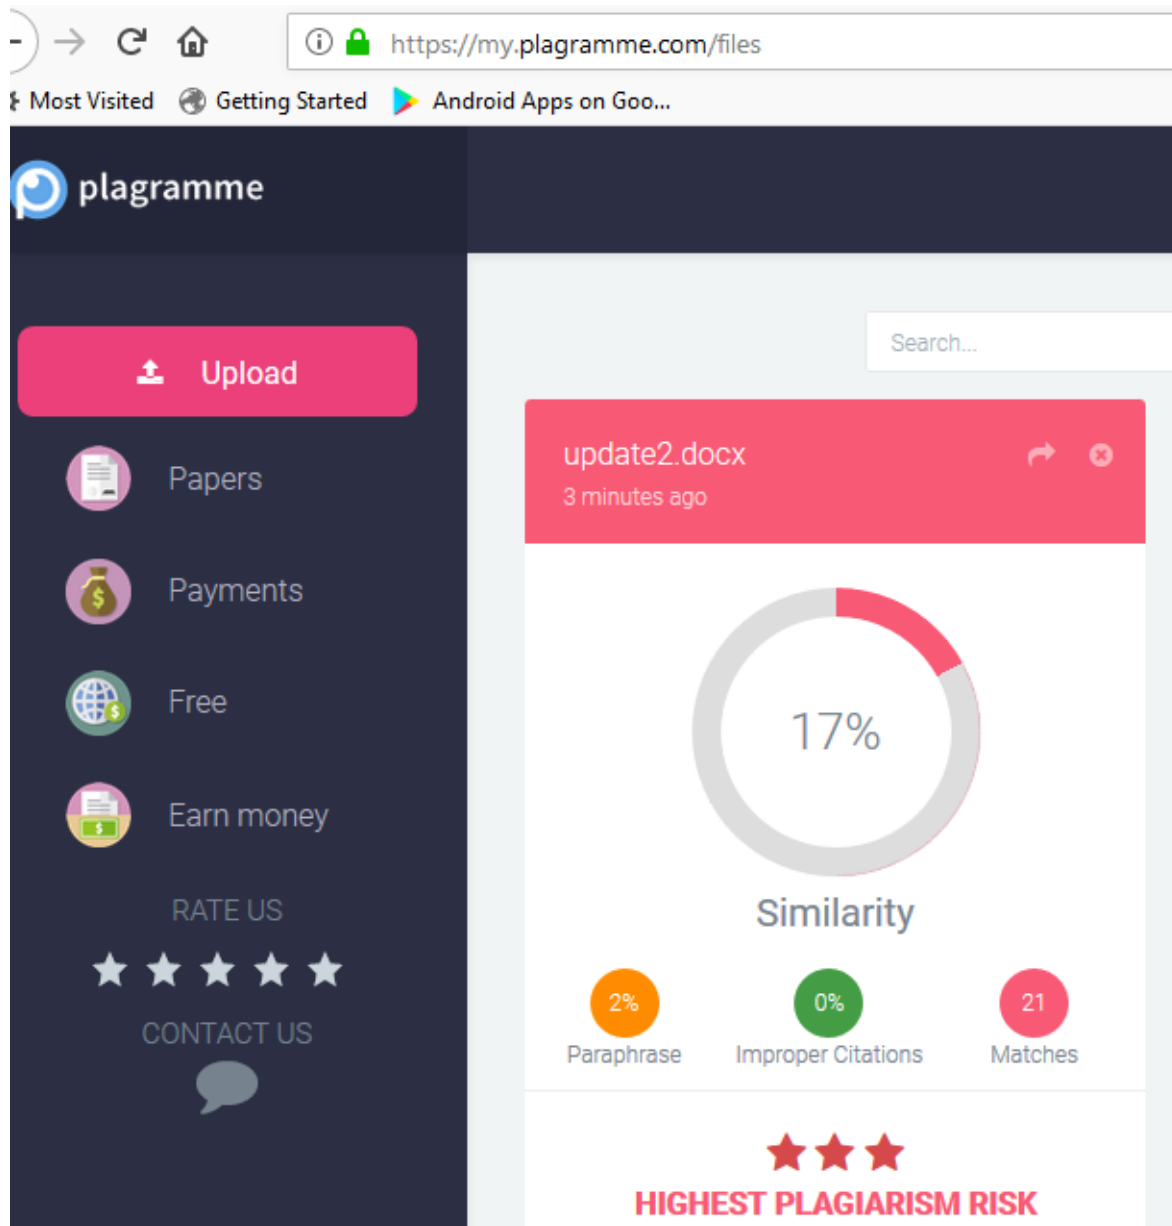 https://my.plagramme.com/files
Most Visited Getting Started Android Apps on Goo...
plagramme
Search...
Upload
update2.docx
3 minutes ago
Papers
Payments
Free
Earn money
17%
Similarity
RATE US
CONTACT US
2% 0% 21
Paraphrase Improper Citations Matches
HIGHEST PLAGIARISM RISK